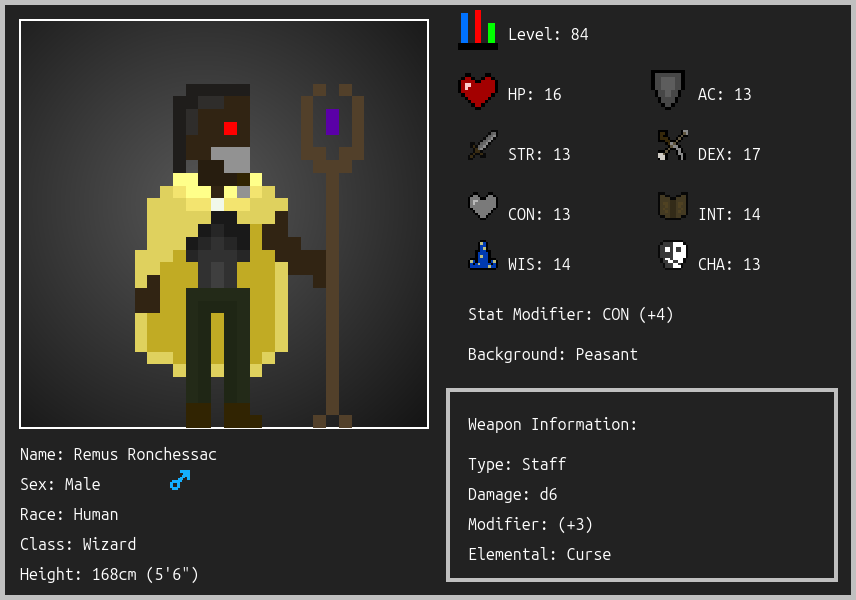 Level: 84
HP: 16
AC: 13
STR: 13
DEX: 17
CON: 13
INT: 14
WIS: 14
CHA: 13
Stat Modifier: CON (+4)
Background: Peasant
Weapon Information:
Type: Staff
Damage: d6
Modifier: (+3)
Elemental: Curse
Name: Remus Ronchessac
Sex: Male
Race: Human
Class: Wizard
Height: 168cm (5'6")